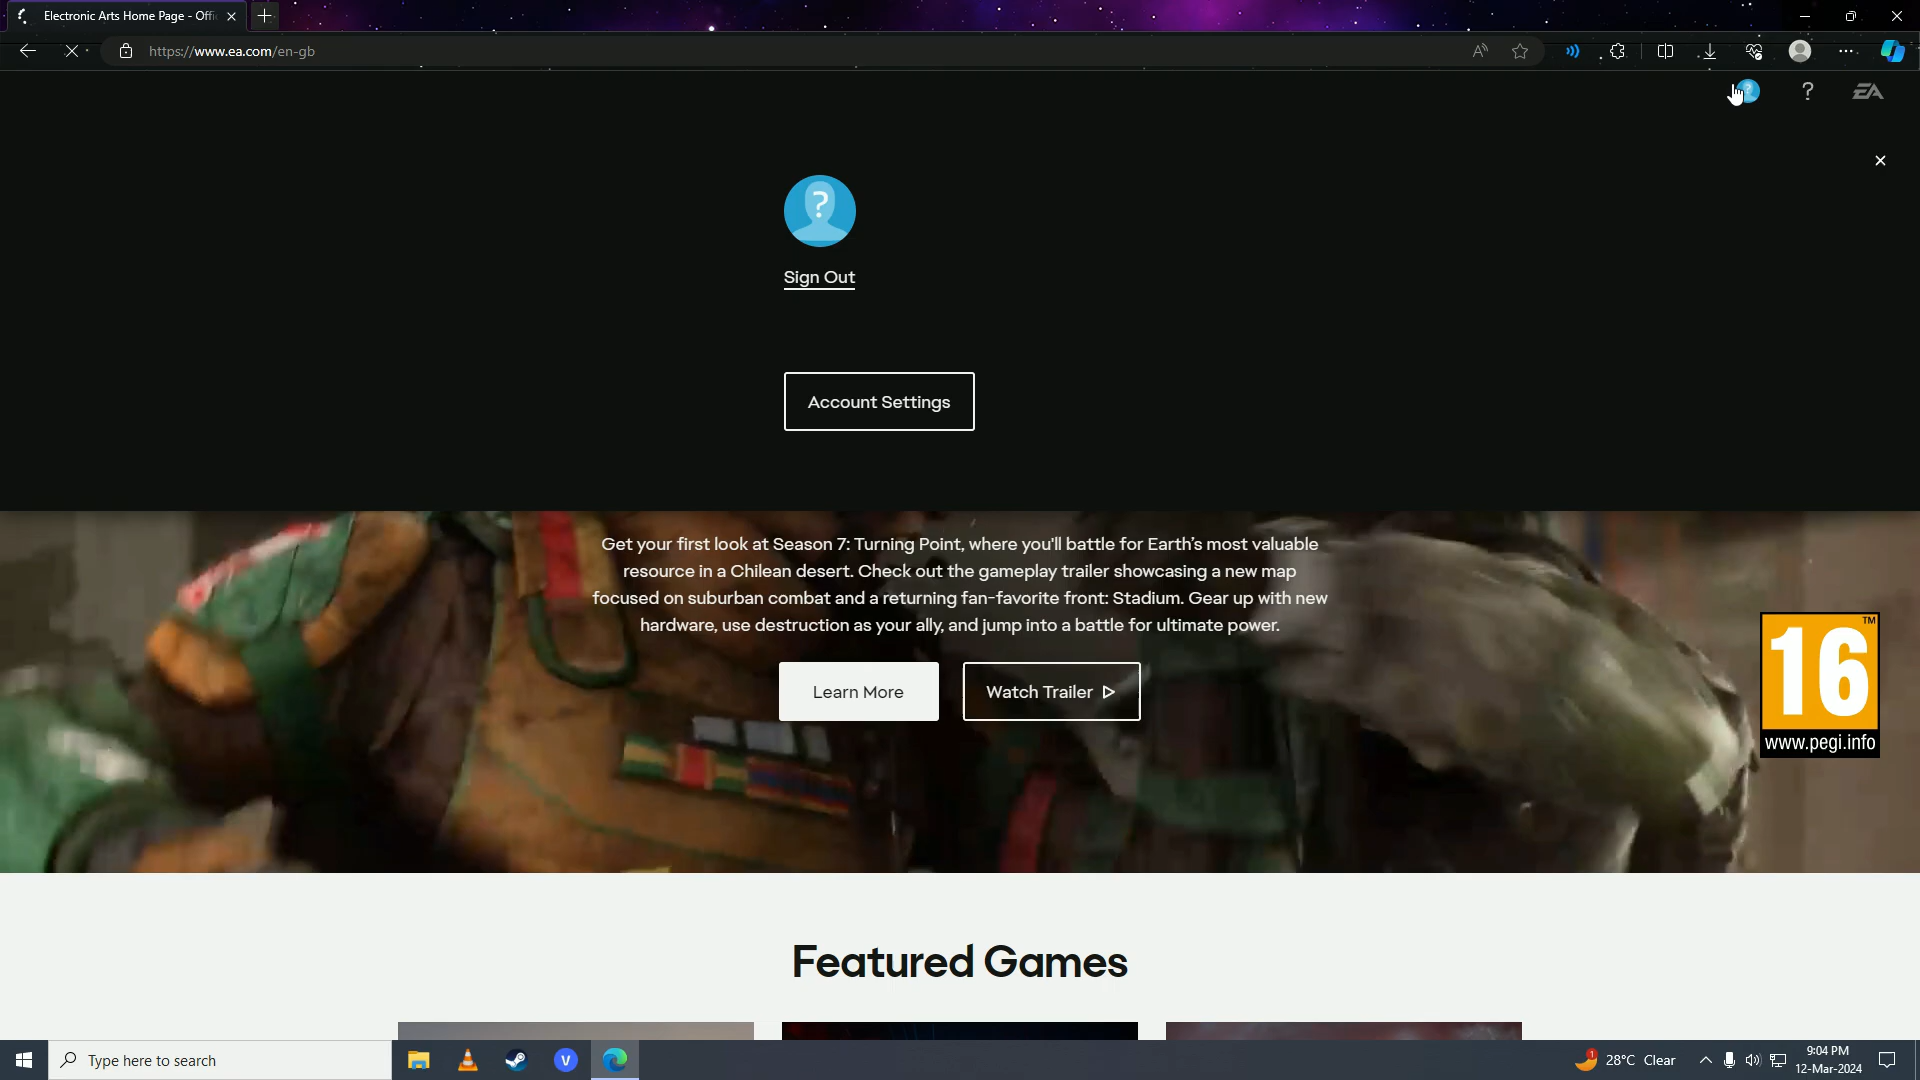 Electronic Arts Home Page - Offi
https://www.ea.com/en-gb
?
EA
?
Sign Out
Account Settings
Get your first look at Season 7: Turning Point, where you'll battle for Earth's most valuable
resource in a Chilean desert. Check out the gameplay trailer showcasing a new map
focused on suburban combat and a returning fan-favorite front: Stadium. Gear up with new
hardware, use destruction as your ally, and jump into a battle for ultimate power.
Learn More
Watch Trailer
16
TM
www.pegi.info
Featured Games
Type here to search
V
1
28°C Clear
9:04 PM
12-Mar-2024